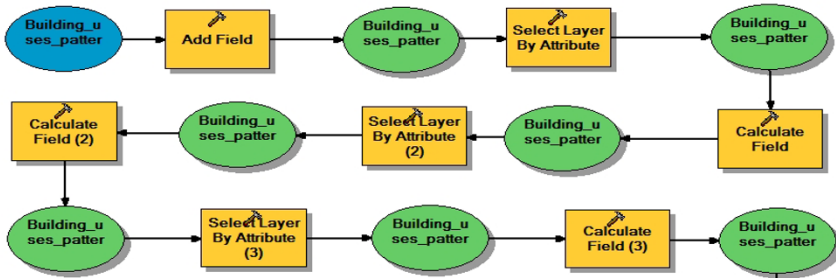 Building_u
ses_patter
Add Field
Building_u
ses_patter
Select Layer
By Attribute
Building_u
ses_patter
Calculate
Field
Building_u
ses_patter
Select Layer
By Attribute
(2)
Building_u
ses_patter
Calculate
Field (2)
Building_u
ses_patter
Select Layer
By Attribute
(3)
Building_u
ses_patter
Calculate
Field (3)
Building_u
ses_patter